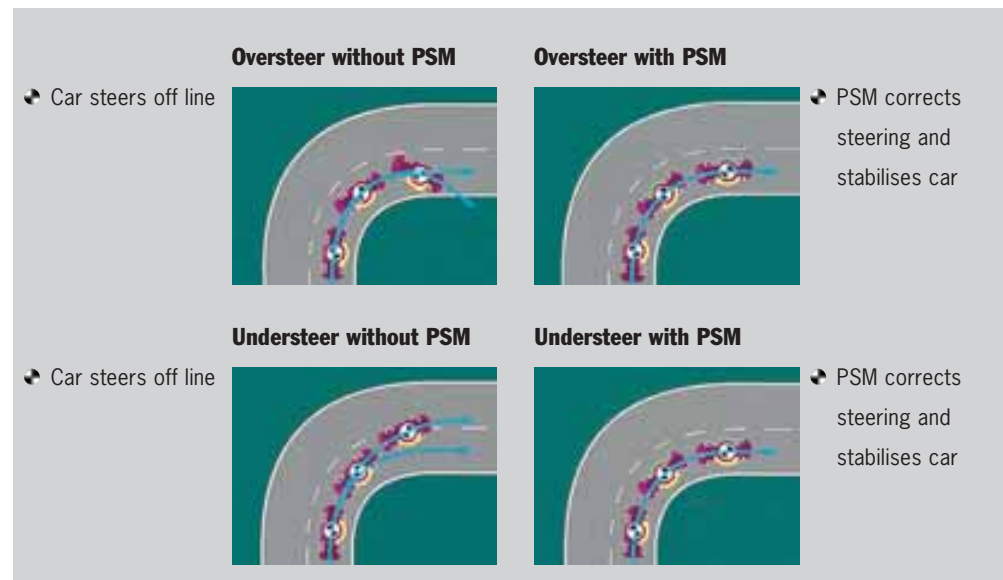 Oversteer without PSM
Oversteer with PSM
Car steers off line
PSM corrects
steering and
stabilises car
Understeer without PSM
Understeer with PSM
Car steers off line
PSM corrects
steering and
stabilises car